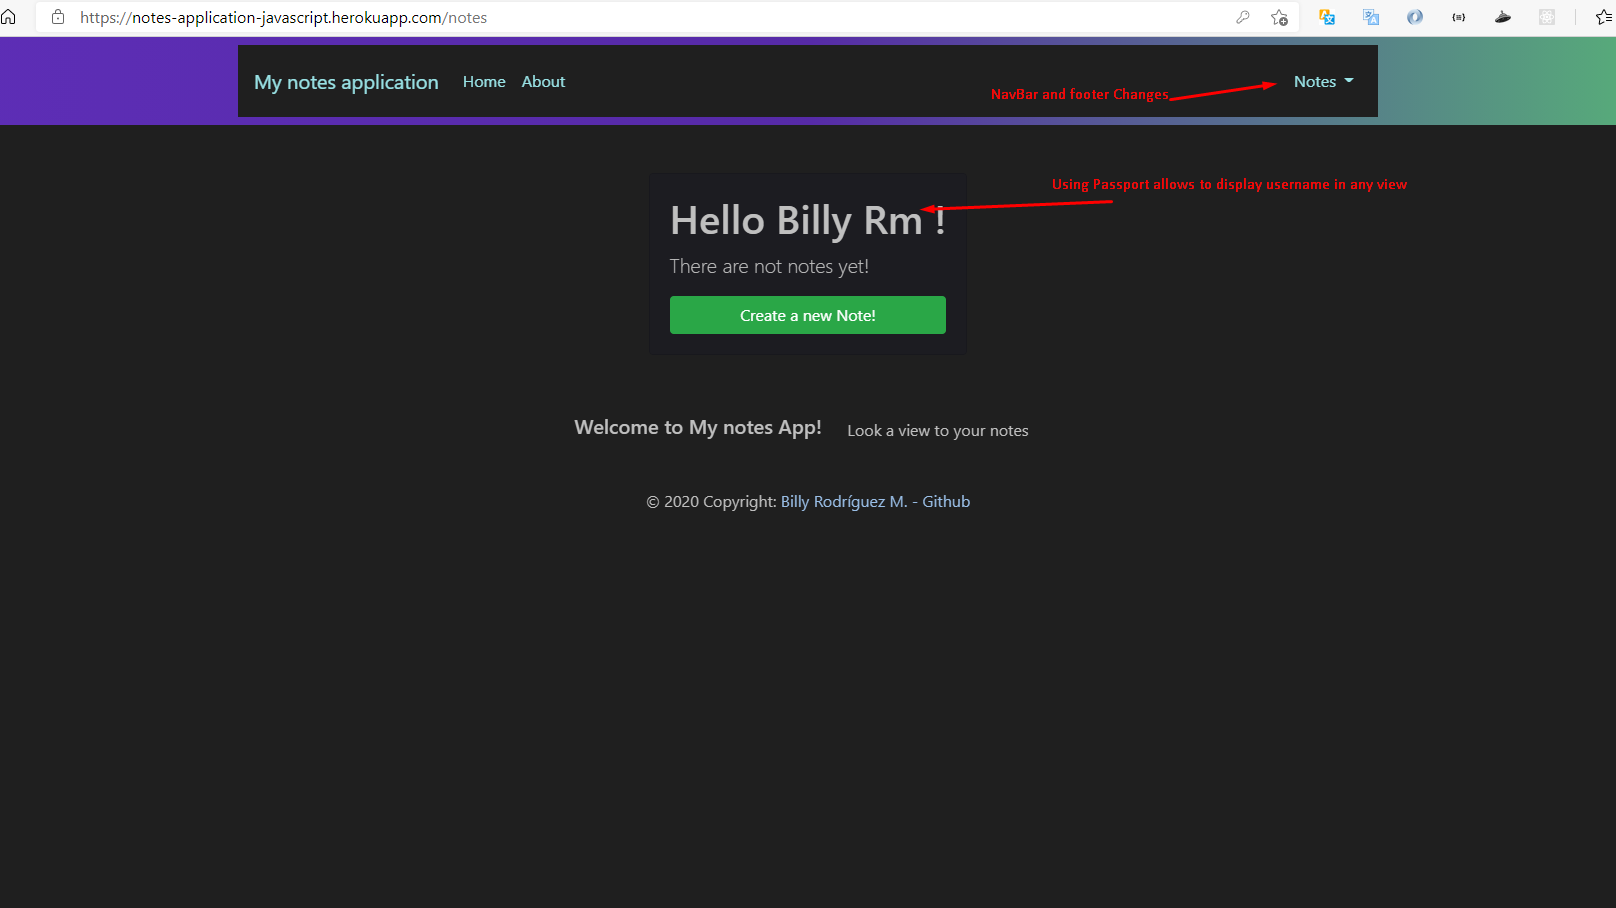 https://notes-application-javascript.herokuapp.com/notes
My notes application Home About Notes
NavBar and footer Changes
Using Passport allows to display username in any view
Hello Billy Rm !
There are not notes yet!
Create a new Note!
Welcome to My notes App! Look a view to your notes
© 2020 Copyright: Billy Rodríguez M. - Github